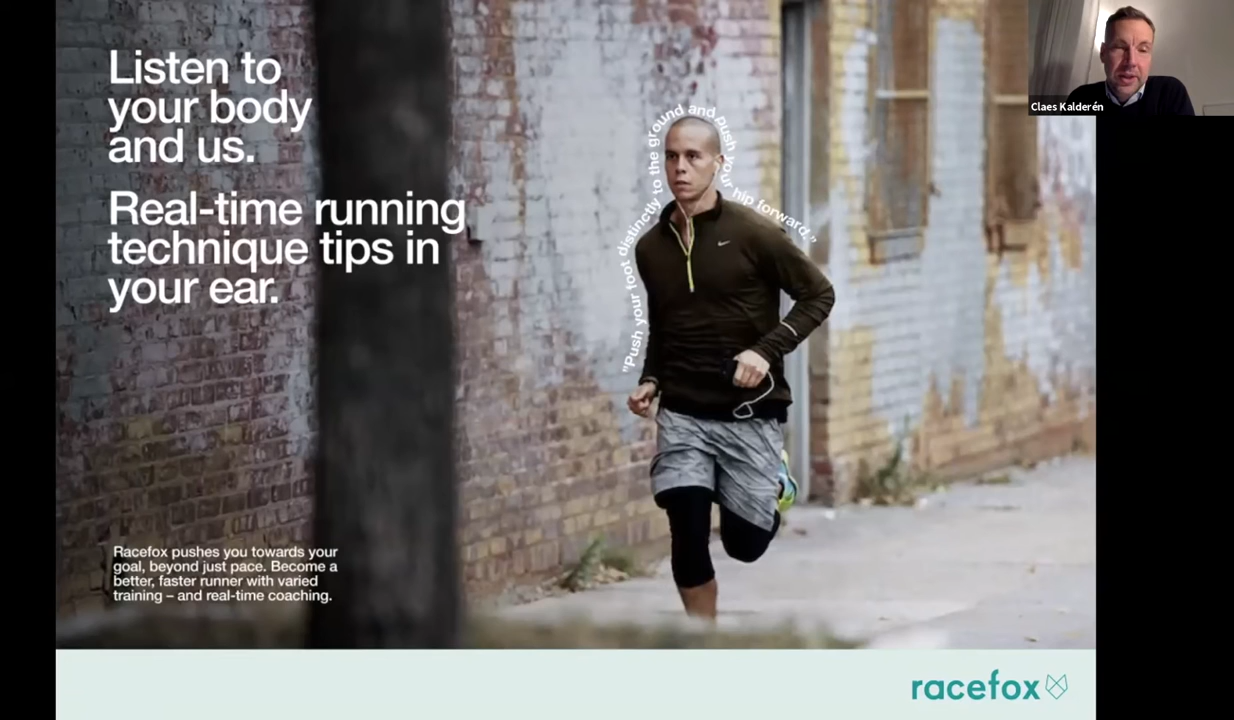 Listen to
your body
and us.
Real-time running
technique tips in
your ear.
"Push your foot distinctly to the ground and push your hip forward."
Racefox pushes you towards your
goal, beyond just pace. Become a
better, faster runner with varied
training – and real-time coaching.
racefox
Claes Kalderén